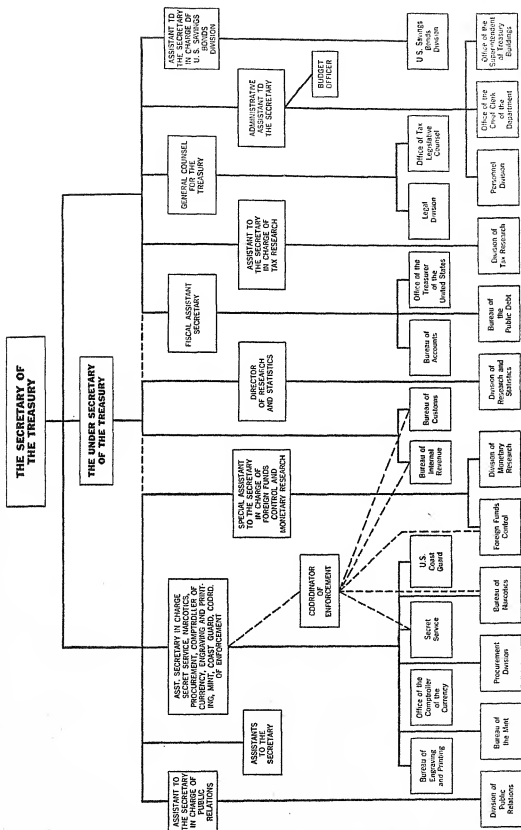 THE SECRETARY OF
THE TREASURY
THE UNDER SECRETARY
OF THE TREASURY
ASSISTANT TO
THE SECRETARY
IN CHARGE OF
PUBLIC
RELATIONS
ASSISTANTS
TO THE
SECRETARY
ASST. SECRETARY IN CHARGE
SECRET SERVICE, NARCOTICS,
PROCUREMENT, COMPTROLLER OF
CURRENCY, ENGRAVING AND PRINT-
ING, MINT, COAST GUARD, COORD.
OF ENFORCEMENT
SPECIAL ASSISTANT
TO THE SECRETARY
IN CHARGE OF
FOREIGN FUNDS
CONTROL AND
MONETARY RESEARCH
DIRECTOR
OF RESEARCH
AND STATISTICS
FISCAL ASSISTANT
SECRETARY
ASSISTANT TO
THE SECRETARY
IN CHARGE OF
TAX RESEARCH
GENERAL COUNSEL
FOR THE
TREASURY
ADMINISTRATIVE
ASSISTANT TO
THE SECRETARY
ASSISTANT TO
THE SECRETARY
IN CHARGE OF
U. S. SAVINGS
BONDS
DIVISION
BUDGET
OFFICER
COORDINATOR
OF
ENFORCEMENT
Bureau of
Engraving
and Printing
Office of the
Comptroller
of the
Currency
Secret
Service
U.S.
Coast
Guard
Bureau of
Internal
Revenue
Bureau of
Customs
Bureau of
Accounts
Office of the
Treasurer
of the
United States
Legal
Division
Office of Tax
Legislative
Counsel
U.S. Savings
Bonds
Division
Division of
Public
Relations
Bureau of
the Mint
Procurement
Division
Bureau of
Narcotics
Foreign Funds
Control
Division of
Monetary
Research
Division of
Research and
Statistics
Bureau of
the
Public Debt
Division of
Tax Research
Personnel
Division
Office of the
Chief Clerk
of the
Department
Office of the
Superintendent
of Treasury
Buildings